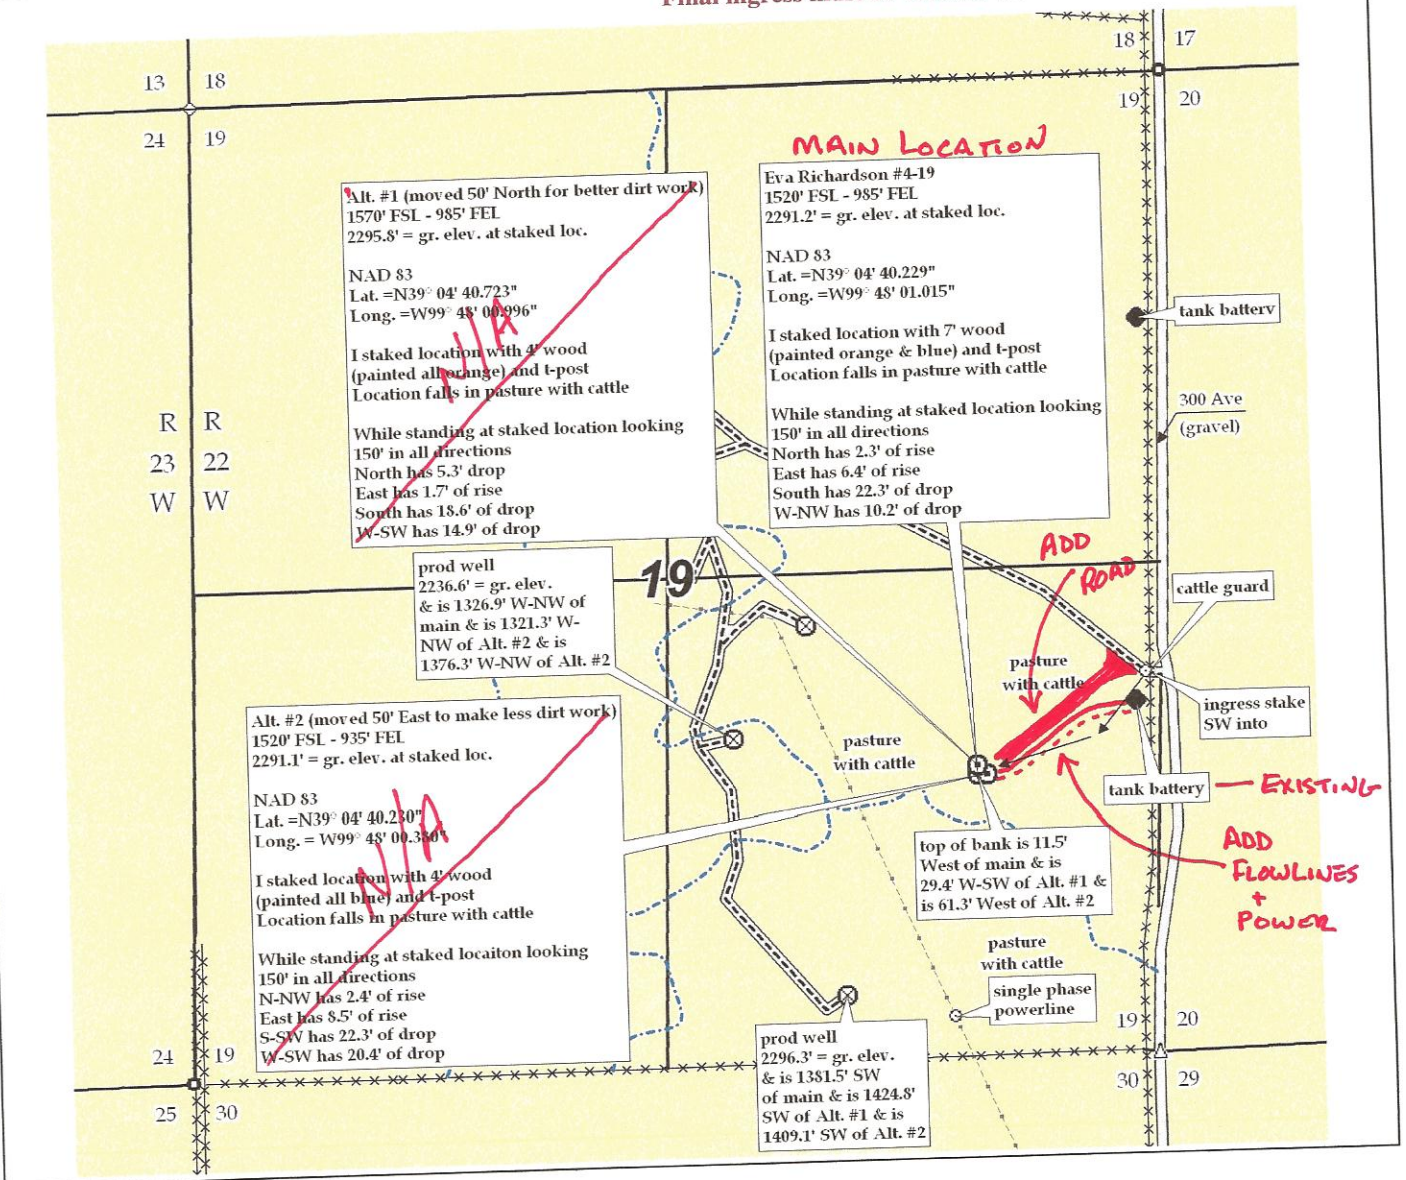 13 18
24 19
18 17
19 20
MAIN LOCATION
Alt. #1 (moved 50' North for better dirt work)
1570' FSL - 985' FEL
2295.8' = gr. elev. at staked loc.
NAD 83
Lat. =N39° 04' 40.723"
Long. =W99° 48' 00.996"
I staked location with 4' wood
(painted all orange) and t-post
Location falls in pasture with cattle
While standing at staked location looking
150' in all directions
North has 5.3' drop
East has 1.7' of rise
South has 18.6' of drop
W-SW has 14.9' of drop
N/A
Eva Richardson #4-19
1520' FSL - 985' FEL
2291.2' = gr. elev. at staked loc.
NAD 83
Lat. =N39° 04' 40.229"
Long. =W99° 48' 01.015"
I staked location with 7' wood
(painted orange & blue) and t-post
Location falls in pasture with cattle
While standing at staked location looking
150' in all directions
North has 2.3' of rise
East has 6.4' of rise
South has 22.3' of drop
W-NW has 10.2' of drop
tank battery
300 Ave
(gravel)
R R
23 22
W W
19
ADD
ROAD
cattle guard
prod well
2236.6' = gr. elev.
& is 1326.9' W-NW of
main & is 1321.3' W-
NW of Alt. #2 & is
1376.3' W-NW of Alt. #2
pasture
with cattle
ingress stake
SW into
pasture
with cattle
tank battery
EXISTING
Alt. #2 (moved 50' East to make less dirt work)
1520' FSL - 935' FEL
2291.1' = gr. elev. at staked loc.
NAD 83
Lat. =N39° 04' 40.230"
Long. = W99° 48' 00.380"
I staked location with 4' wood
(painted all blue) and t-post
Location falls in pasture with cattle
While standing at staked locaiton looking
150' in all directions
N-NW has 2.4' of rise
East has 8.5' of rise
S-SW has 22.3' of drop
W-SW has 20.4' of drop
N/A
top of bank is 11.5'
West of main & is
29.4' W-SW of Alt. #1 &
is 61.3' West of Alt. #2
ADD
FLOWLINES
+
POWER
pasture
with cattle
single phase
powerline
prod well
2296.3' = gr. elev.
& is 1381.5' SW
of main & is 1424.8'
SW of Alt. #1 & is
1409.1' SW of Alt. #2
24 19
25 30
19 20
30 29